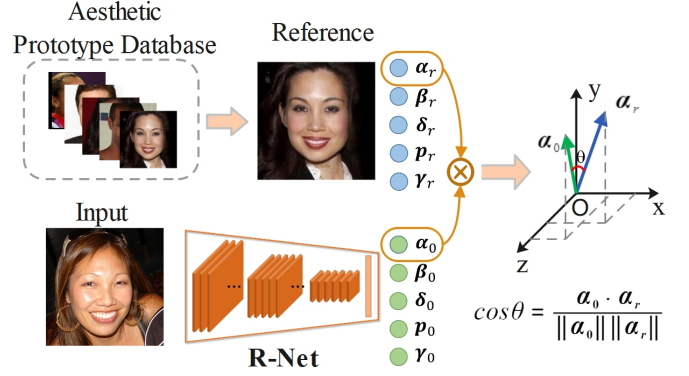 Aesthetic
Prototype Database
Reference
α_r
β_r
δ_r
p_r
γ_r
Input
...
...
R-Net
α_0
β_0
δ_0
p_0
γ_0
y
α_r
α_0
θ
O
x
z
cosθ = α_0 · α_r / ||α_0|| ||α_r||